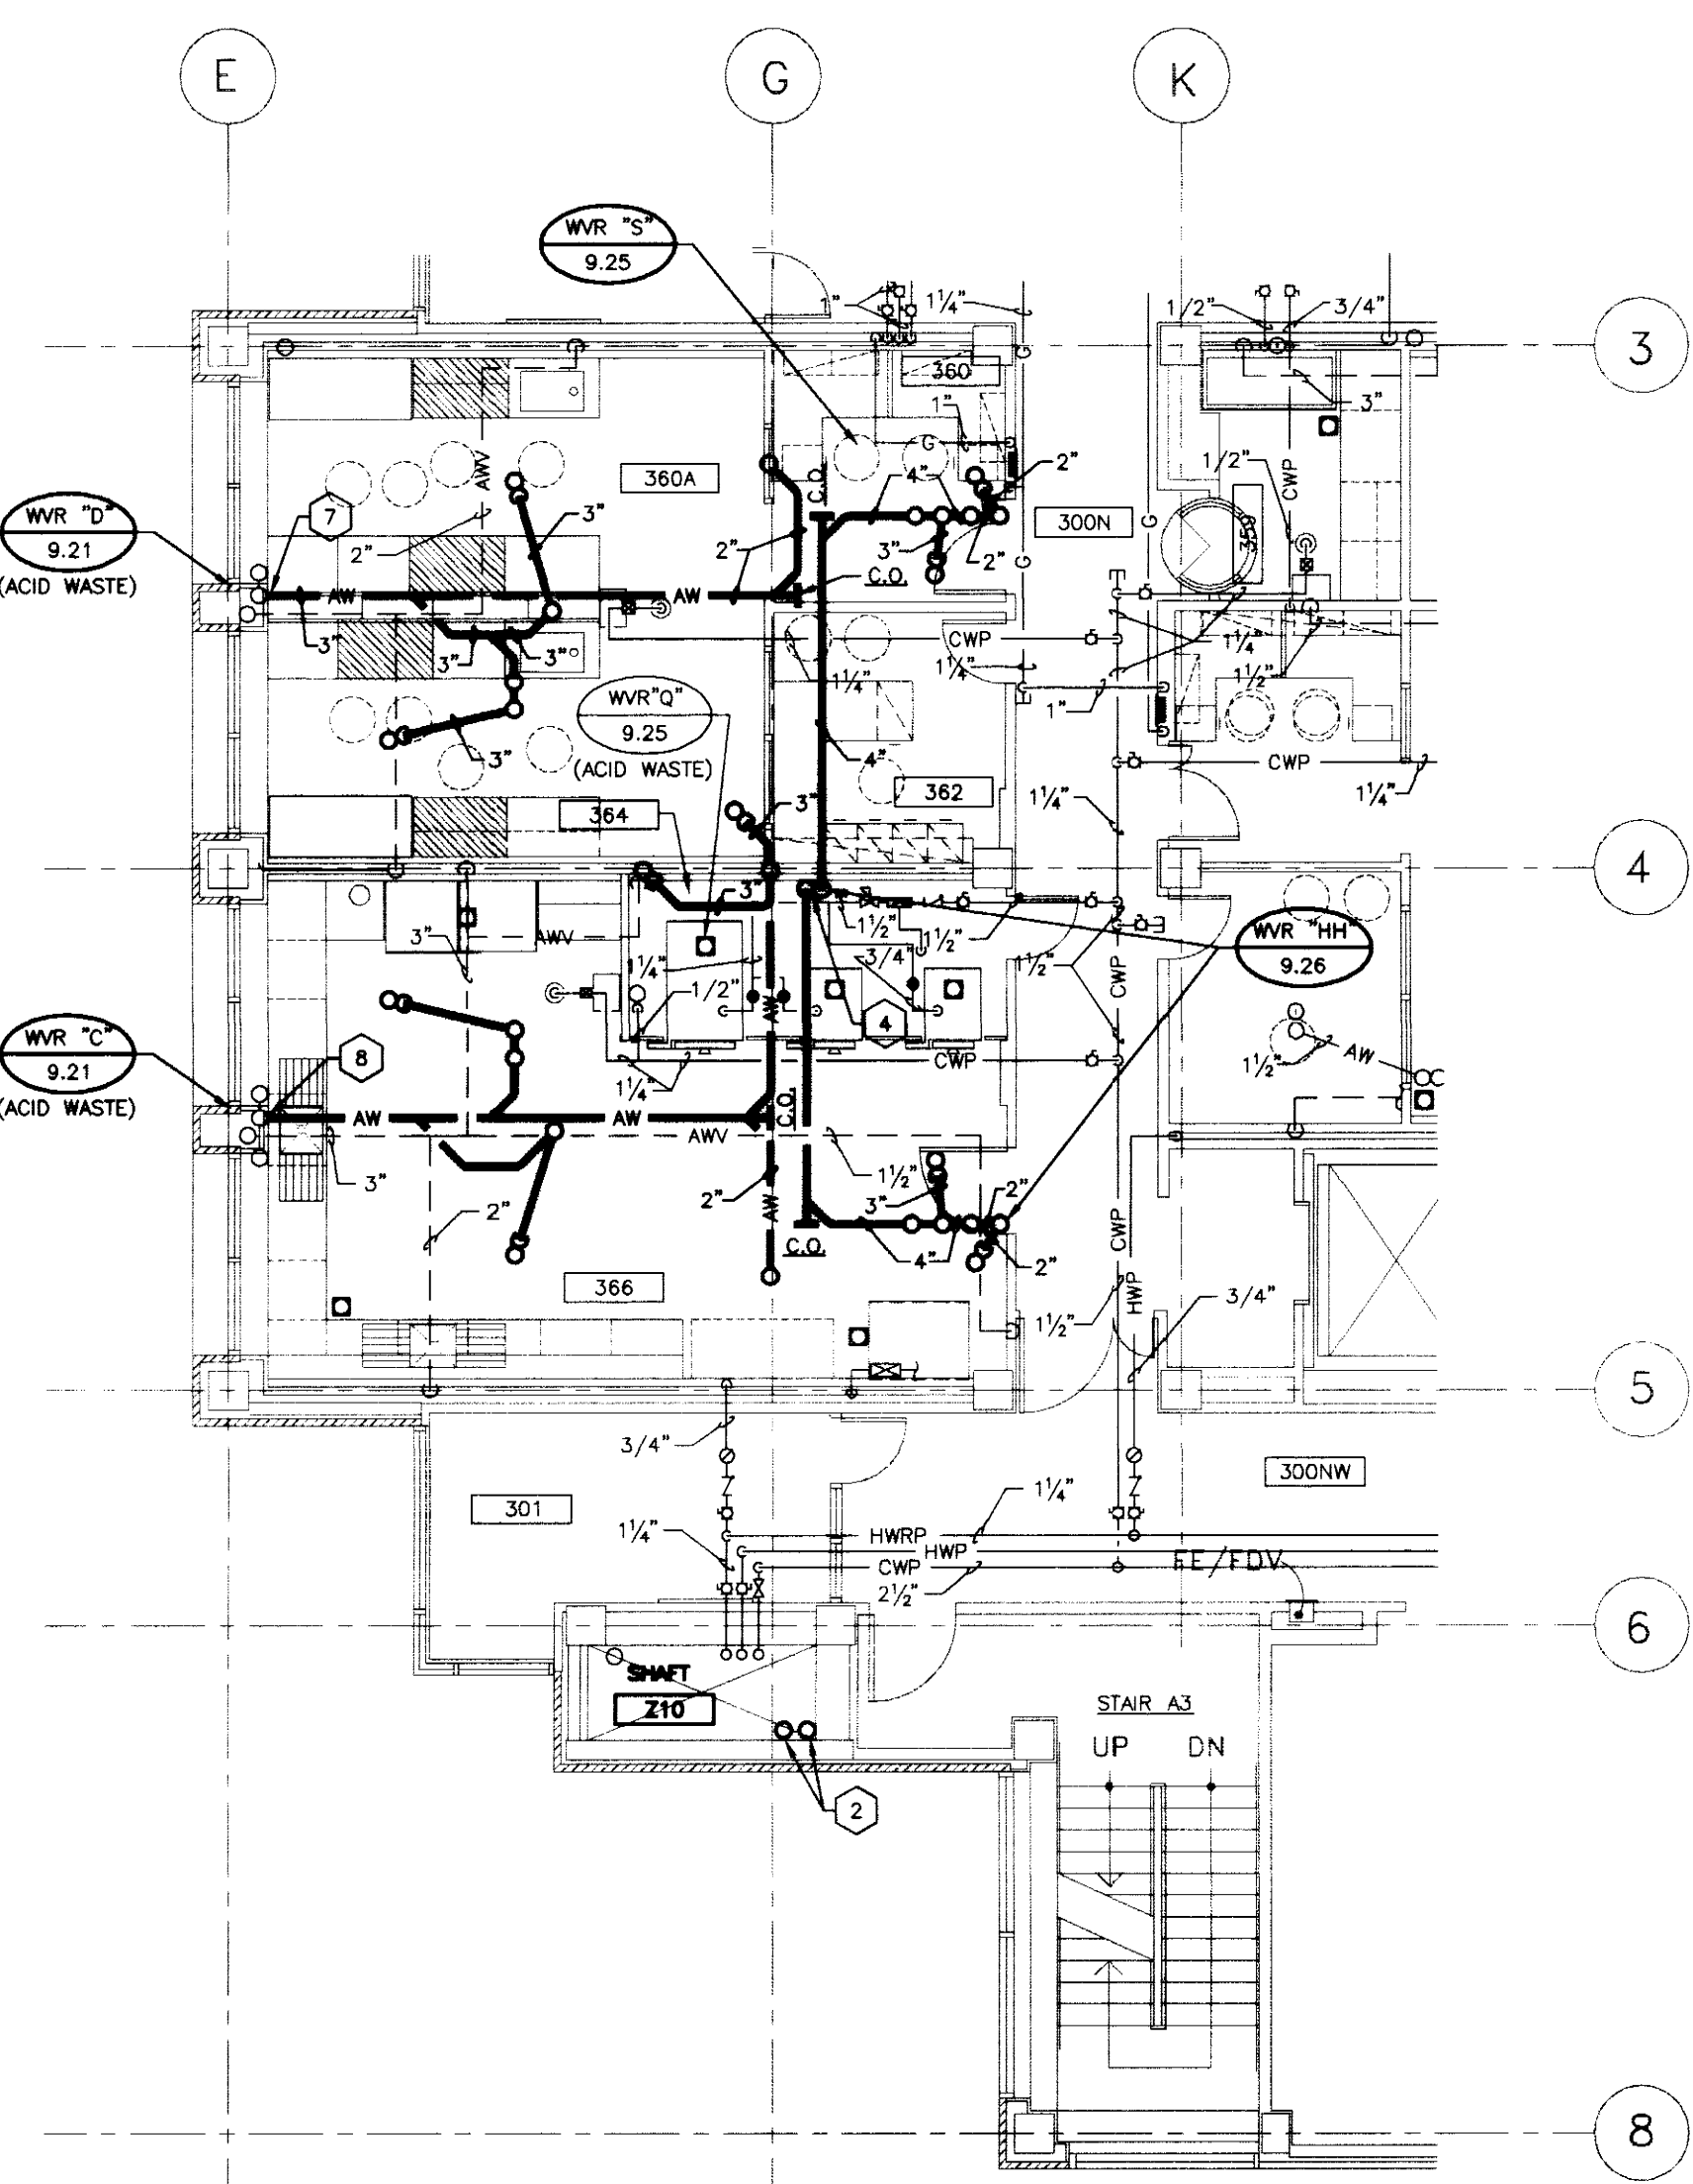 E
G
K
WVR "S"
9.25
1"
1¼"
1/2"
3/4"
3
G
360
1"
3"
G
2"
C.O.
4"
1/2"
CWP
AWV
360A
WVR "D"
9.21
(ACID WASTE)
7
2"
3"
2"
3"
2"
300N
G
G
359
C.O.
AW
AW
3"
3"
3"
CWP
1¼"
1¼"
1¼"
1½"
WVR"Q"
9.25
(ACID WASTE)
1"
3"
4"
CWP
362
1¼"
1¼"
364
3"
4
3"
3"
AWV
1½"
1½"
3/4"
1½"
WVR "HH"
9.26
CWP
¼"
1/2"
AW
4
WVR "C"
9.21
(ACID WASTE)
8
1¼"
CWP
1½"
AW
AW
AW
C.O.
AWV
3"
1½"
2"
3"
2"
2"
AW
C.O.
4"
2"
CWP
HWP
366
1½"
3/4"
5
3/4"
300NW
301
1¼"
1¼"
HWRP
HWP
CWP
2½"
FE/FDV
6
SHAFT
Z10
STAIR A3
UP
DN
2
8